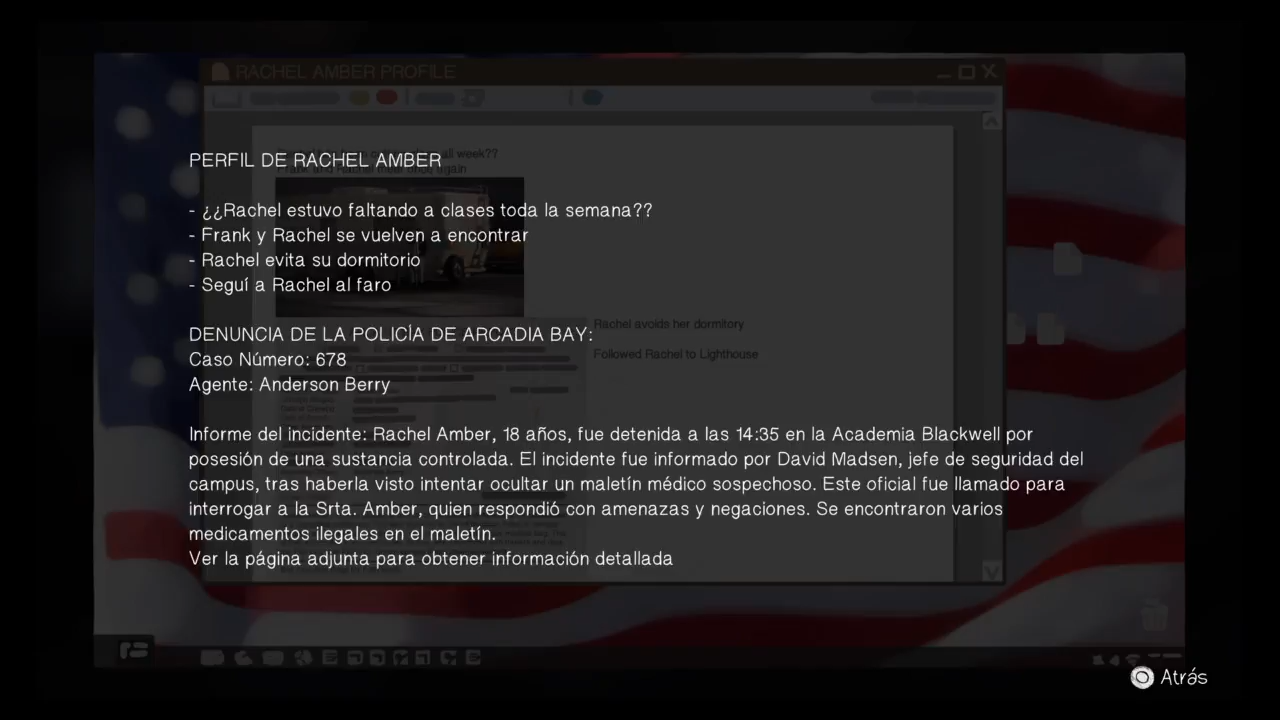 RACHEL AMBER PROFILE
all week??
PERFIL DE RACHEL AMBER
- ¿¿Rachel estuvo faltando a clases toda la semana??
- Frank y Rachel se vuelven a encontrar
- Rachel evita su dormitorio
- Seguí a Rachel al faro
Rachel avoids her dormitory
Followed Rachel to Lighthouse
DENUNCIA DE LA POLICÍA DE ARCADIA BAY:
Caso Número: 678
Agente: Anderson Berry
Informe del incidente: Rachel Amber, 18 años, fue detenida a las 14:35 en la Academia Blackwell por
posesión de una sustancia controlada. El incidente fue informado por David Madsen, jefe de seguridad del
campus, tras haberla visto intentar ocultar un maletín médico sospechoso. Este oficial fue llamado para
interrogar a la Srta. Amber, quien respondió con amenazas y negaciones. Se encontraron varios
medicamentos ilegales en el maletín.
Ver la página adjunta para obtener información detallada
Atrás